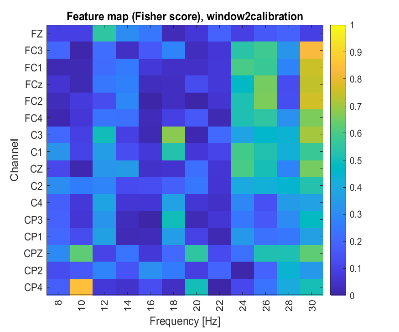 Feature map (Fisher score), window2calibration
Channel
FZ
FC3
FC1
FCz
FC2
FC4
C3
C1
CZ
C2
C4
CP3
CP1
CPZ
CP2
CP4
8 10 12 14 16 18 20 22 24 26 28 30
Frequency [Hz]
1
0.9
0.8
0.7
0.6
0.5
0.4
0.3
0.2
0.1
0